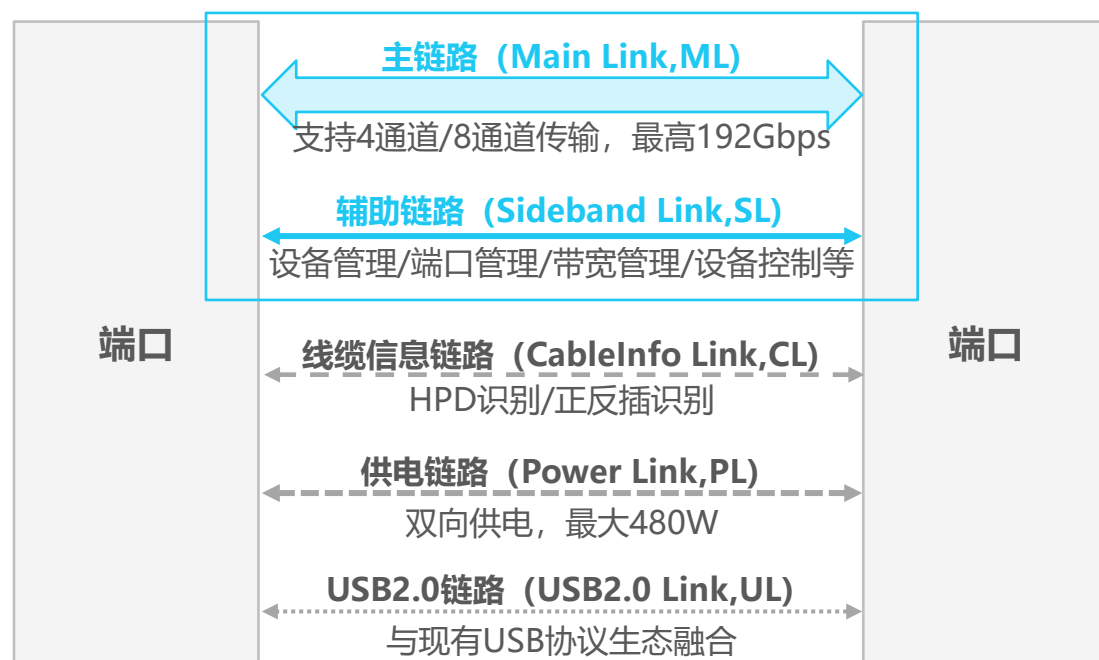 主链路（Main Link,ML)
支持4通道/8通道传输，最高192Gbps
辅助链路（Sideband Link,SL)
设备管理/端口管理/带宽管理/设备控制等
端口
端口
线缆信息链路（CableInfo Link,CL)
HPD识别/正反插识别
供电链路（Power Link,PL)
双向供电，最大480W
USB2.0链路（USB2.0 Link,UL)
与现有USB协议生态融合